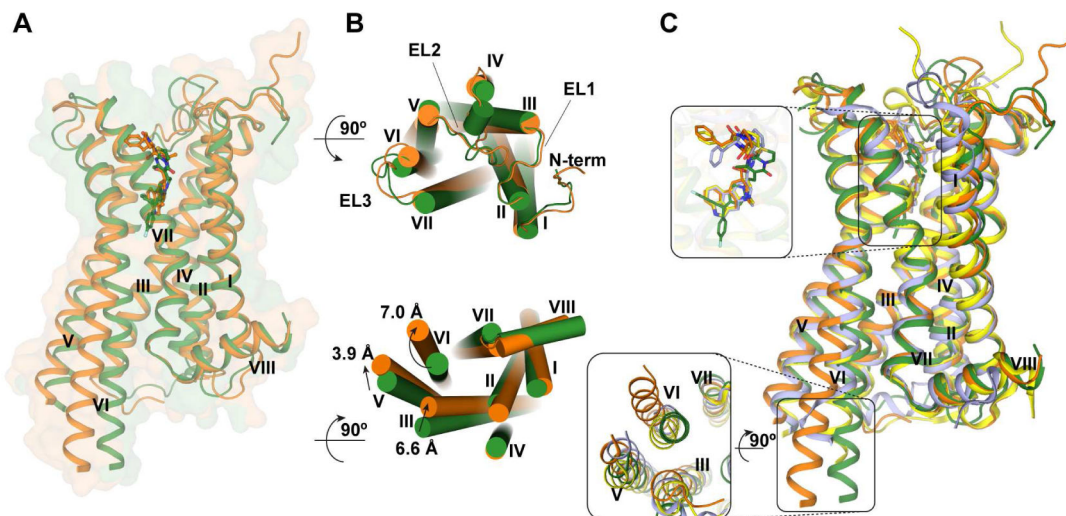 A
VII
III
IV
II
I
V
VIII
VI
B
90º
EL2
IV
V
III
EL1
VI
N-term
EL3
VII
II
I
90º
7.0 Å
VI
VII
VIII
3.9 Å
V
II
I
III
6.6 Å
IV
C
I
IV
III
V
II
VII
VI
VIII
VI
VII
III
V
90º